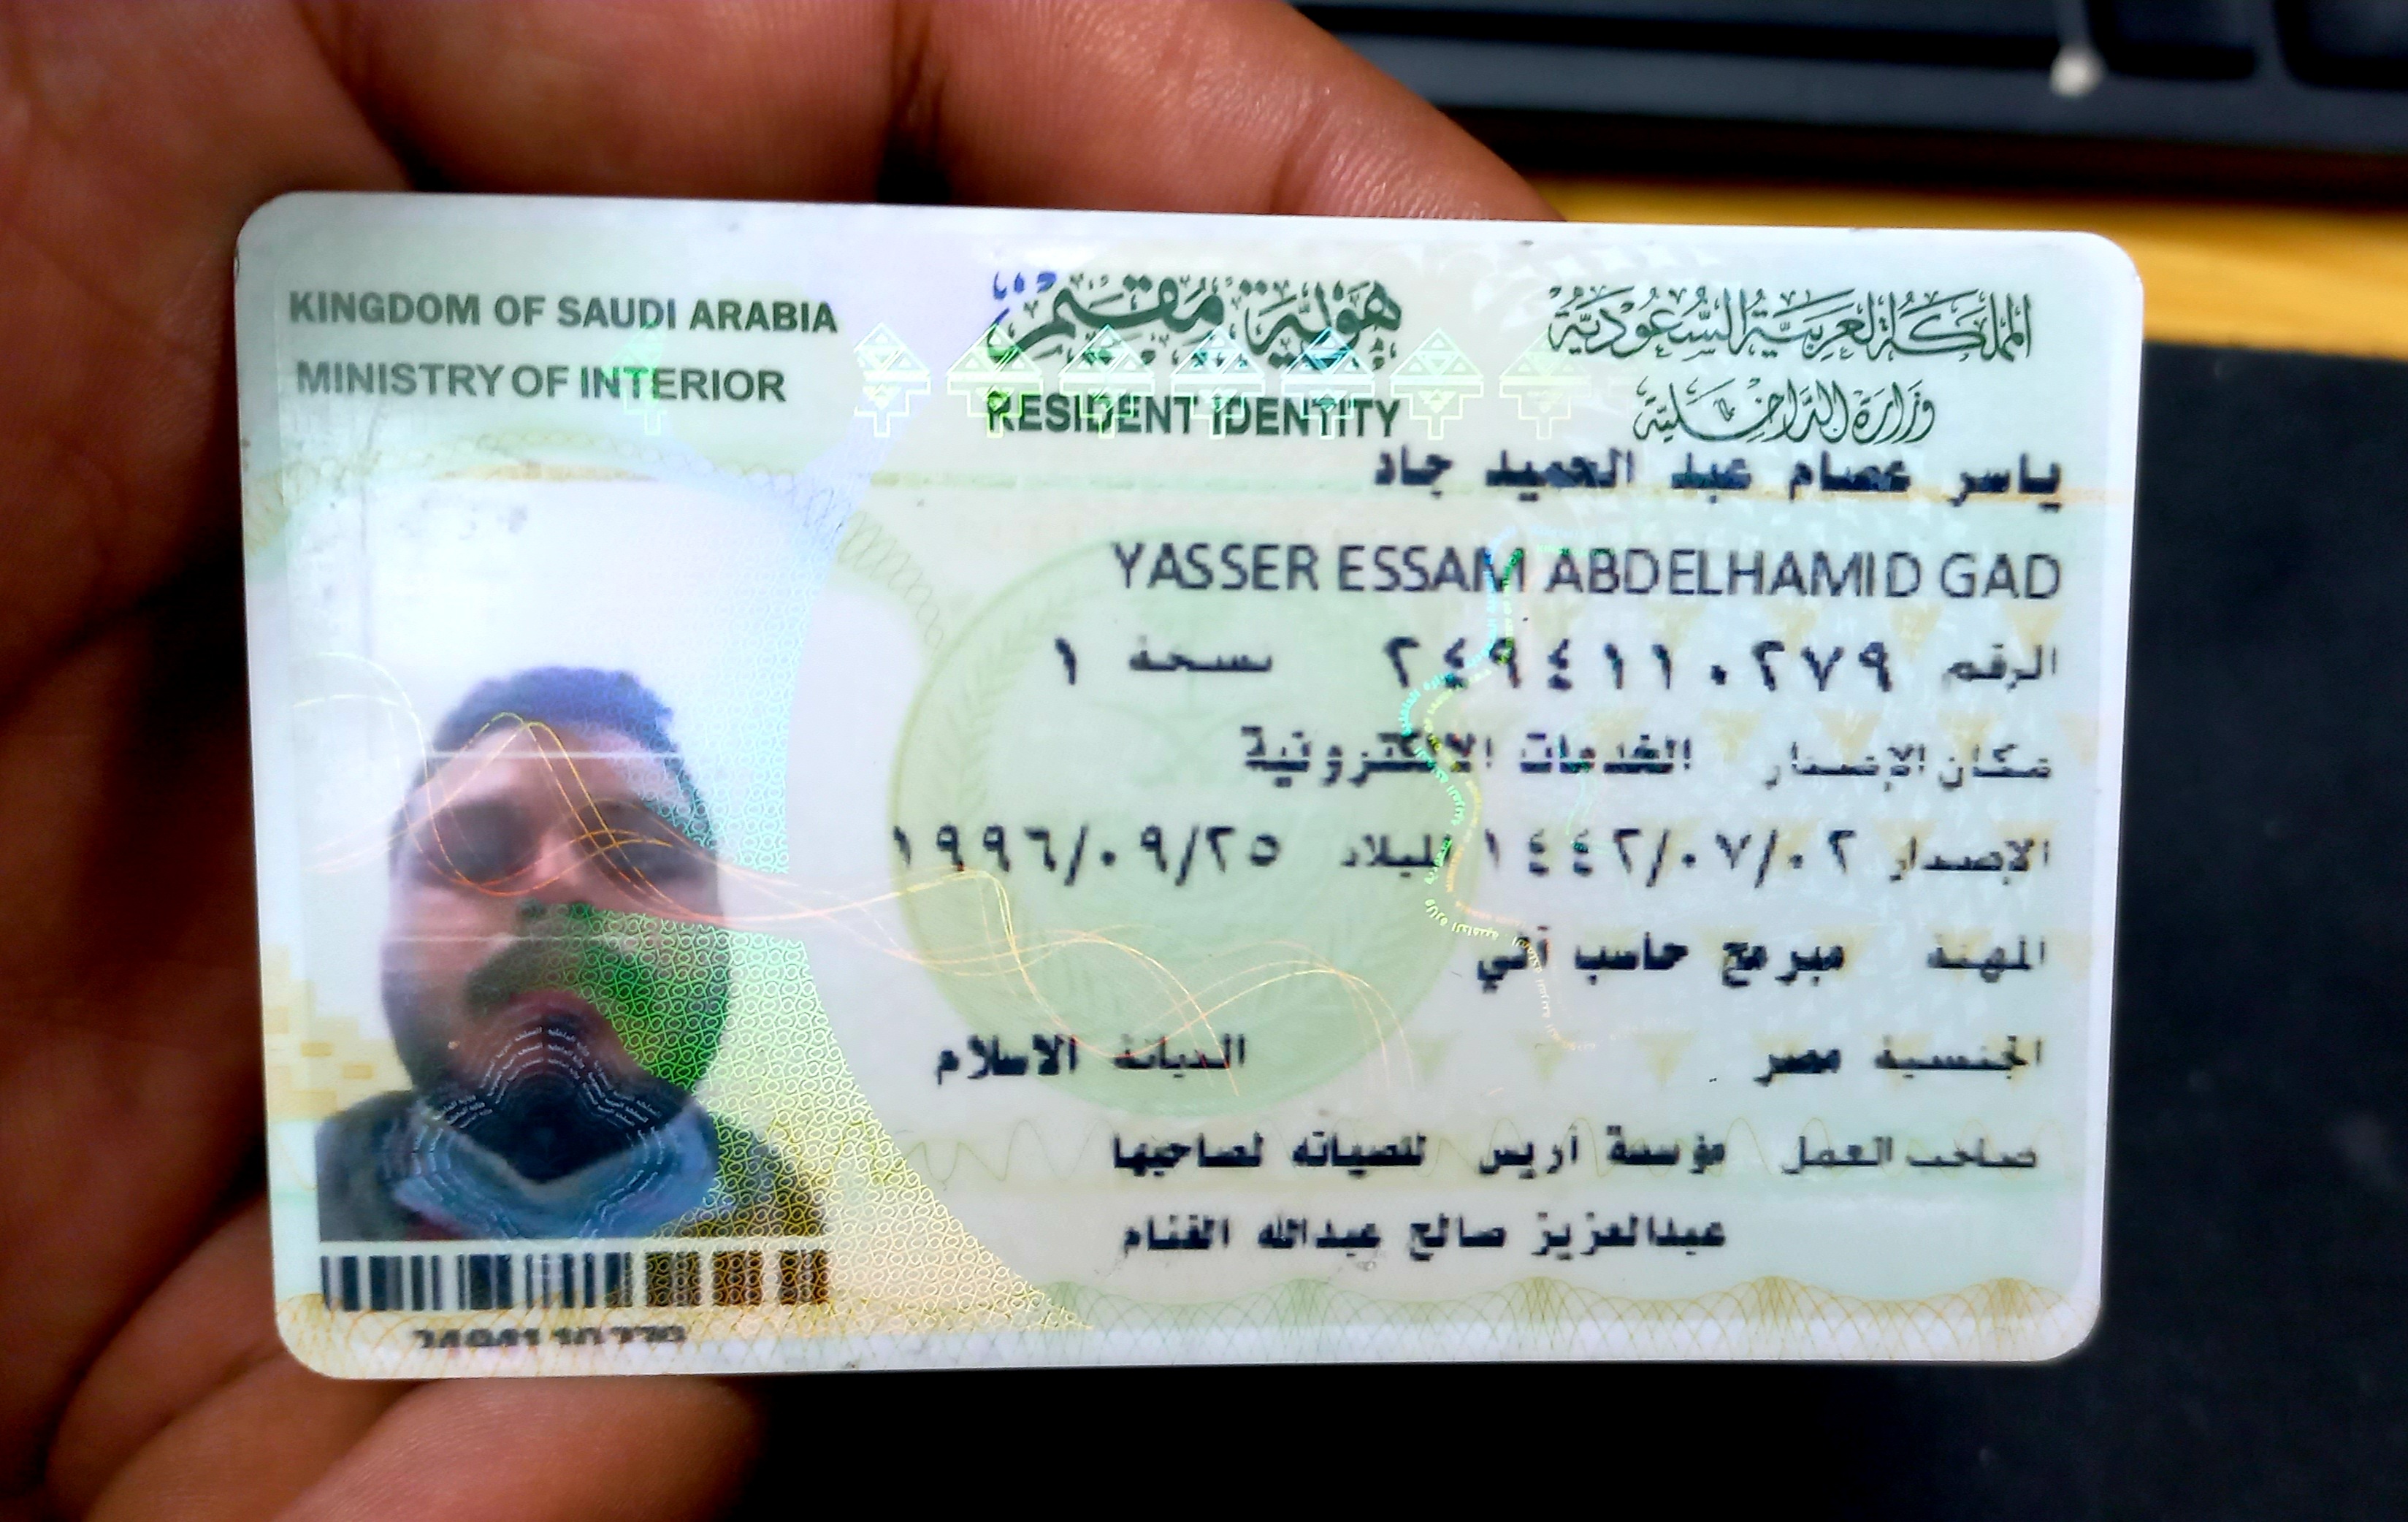 KINGDOM OF SAUDI ARABIA
MINISTRY OF INTERIOR
هوية مقيم
RESIDENT IDENTITY
المملكة العربية السعودية
وزارة الداخلية
ياسر عصام عبد الحميد جاد
YASSER ESSAM ABDELHAMID GAD
الرقم ٢٤٩٤١١٠٢٧٩ نسخة ١
مكان الإصدار الخدمات الالكترونية
الإصدار ١٤٤٢/٠٧/٠٢ الميلاد ١٩٩٦/٠٩/٢٥
المهنة مبرمج حاسب آلي
الجنسية مصر الديانة الاسلام
صاحب العمل مؤسسة اريس للصيانه لصاحبها
عبدالعزيز صالح عبدالله الغنام